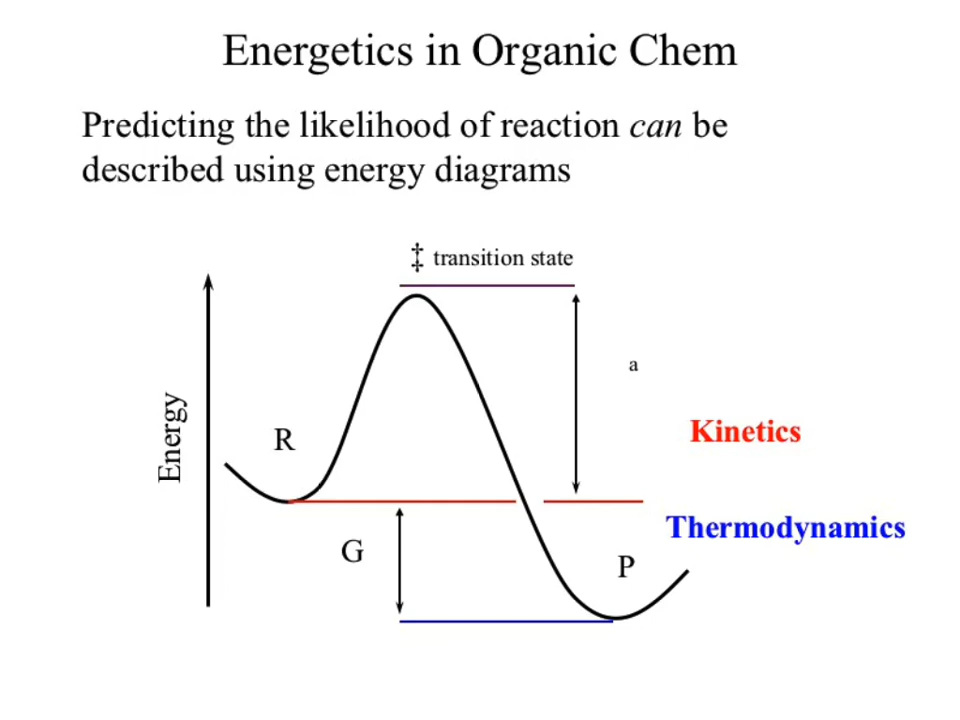 Energetics in Organic Chem
Predicting the likelihood of reaction can be
described using energy diagrams
‡ transition state
a
Energy
R
Kinetics
Thermodynamics
G
P